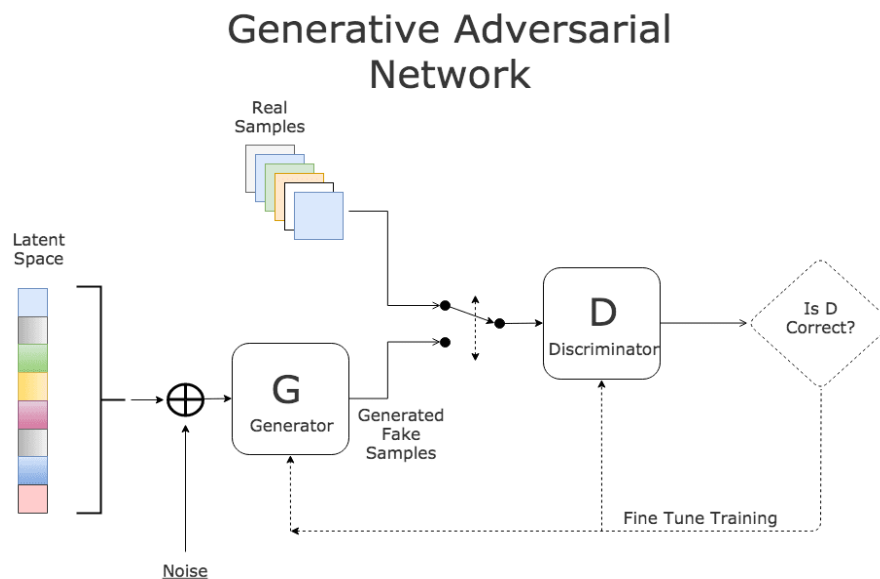 Generative Adversarial
Network
Real
Samples
Latent
Space
D
Discriminator
Is D
Correct?
G
Generator
Generated
Fake
Samples
Fine Tune Training
Noise